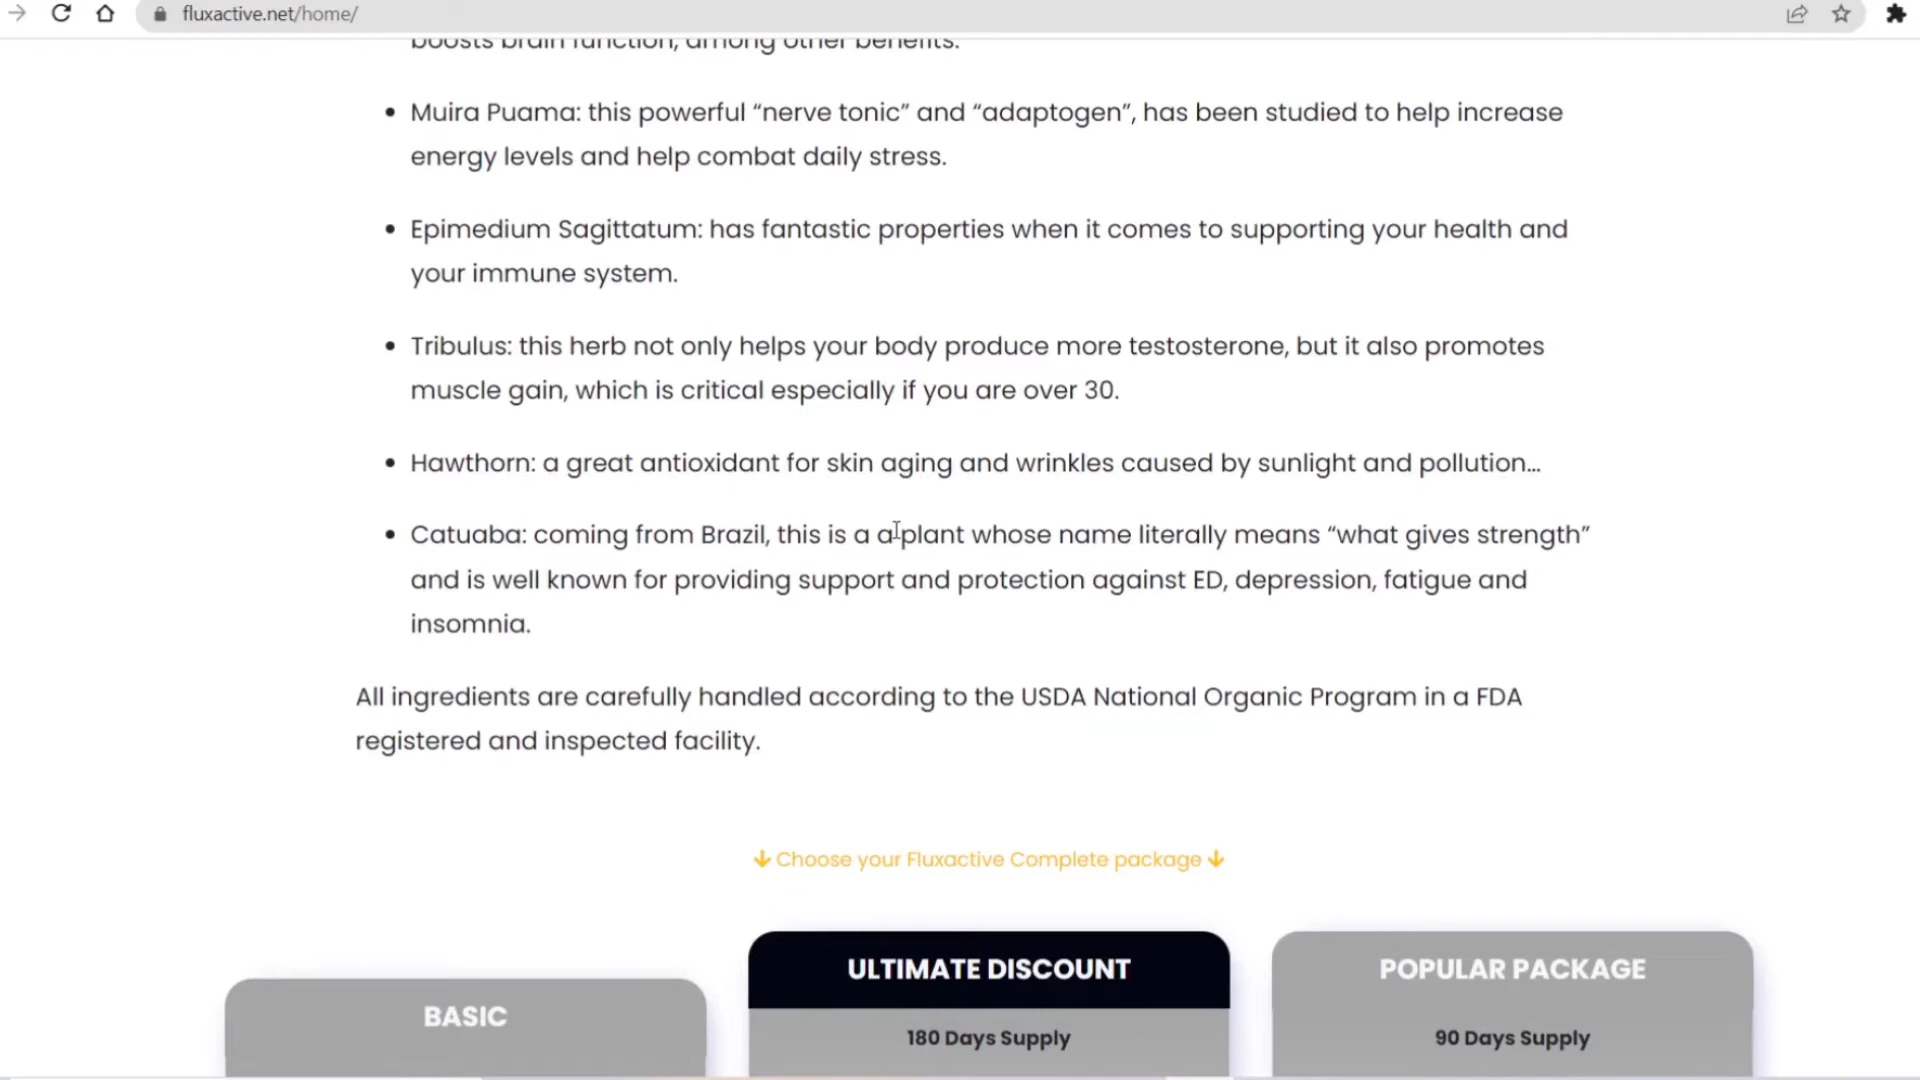 fluxactive.net/home/
boosts brain function, among other benefits.
• Muira Puama: this powerful “nerve tonic” and “adaptogen”, has been studied to help increase
energy levels and help combat daily stress.
• Epimedium Sagittatum: has fantastic properties when it comes to supporting your health and
your immune system.
• Tribulus: this herb not only helps your body produce more testosterone, but it also promotes
muscle gain, which is critical especially if you are over 30.
• Hawthorn: a great antioxidant for skin aging and wrinkles caused by sunlight and pollution...
• Catuaba: coming from Brazil, this is a a plant whose name literally means “what gives strength”
and is well known for providing support and protection against ED, depression, fatigue and
insomnia.
All ingredients are carefully handled according to the USDA National Organic Program in a FDA
registered and inspected facility.
↓ Choose your Fluxactive Complete package ↓
BASIC
ULTIMATE DISCOUNT
180 Days Supply
POPULAR PACKAGE
90 Days Supply